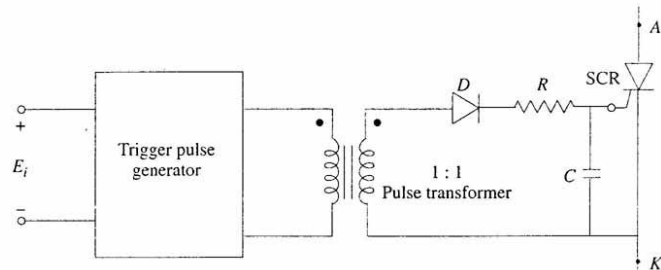 A
SCR
D
R
+
E_i
−
Trigger pulse
generator
1 : 1
Pulse transformer
C
K